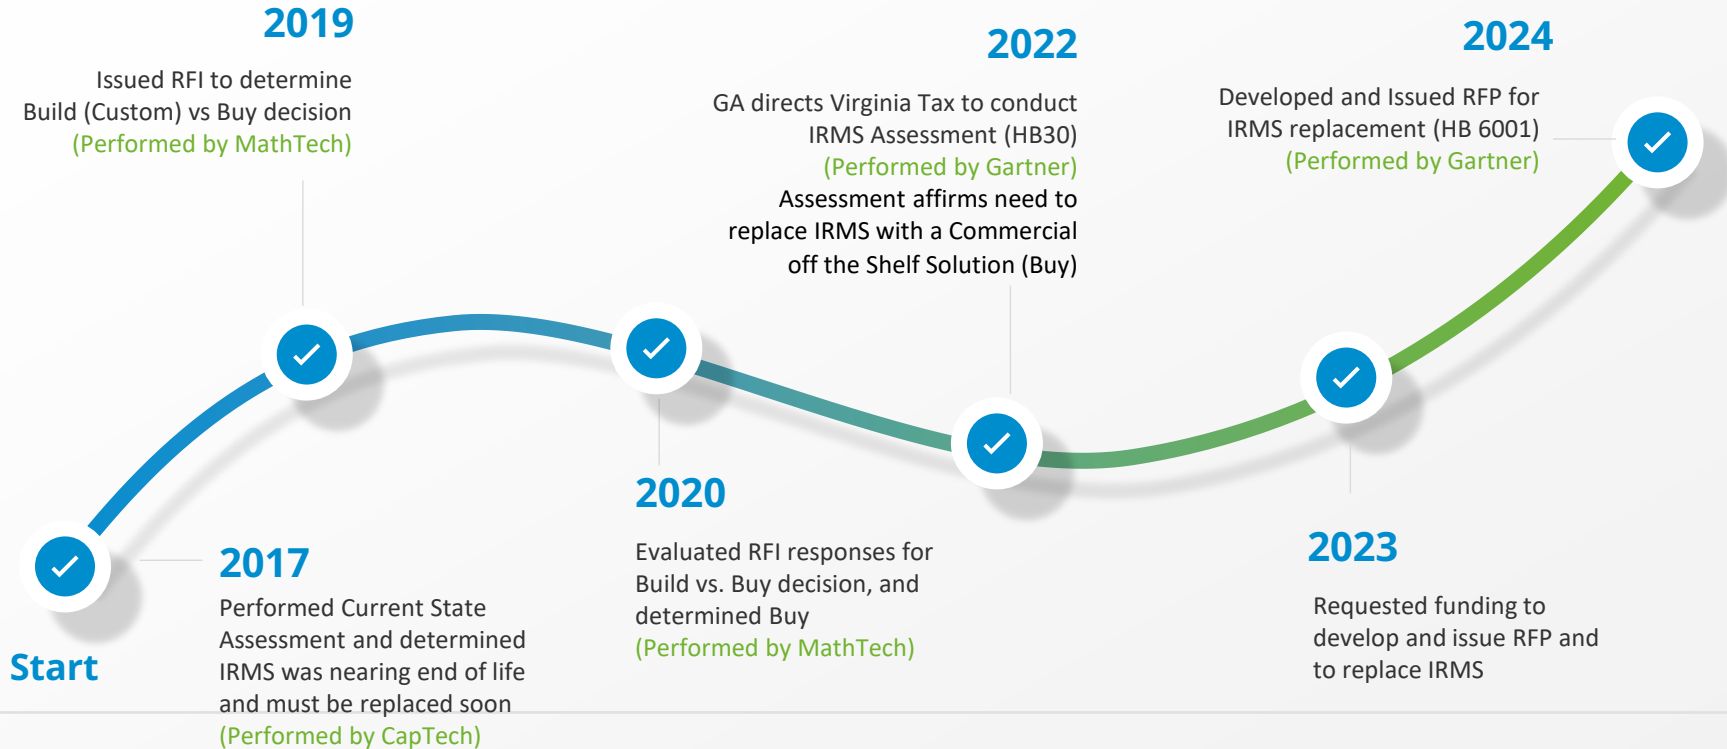 2019
Issued RFI to determine
Build (Custom) vs Buy decision
(Performed by MathTech)
2022
GA directs Virginia Tax to conduct
IRMS Assessment (HB30)
(Performed by Gartner)
Assessment affirms need to
replace IRMS with a Commercial
off the Shelf Solution (Buy)
2024
Developed and Issued RFP for
IRMS replacement (HB 6001)
(Performed by Gartner)
Start
2017
Performed Current State
Assessment and determined
IRMS was nearing end of life
and must be replaced soon
(Performed by CapTech)
2020
Evaluated RFI responses for
Build vs. Buy decision, and
determined Buy
(Performed by MathTech)
2023
Requested funding to
develop and issue RFP and
to replace IRMS